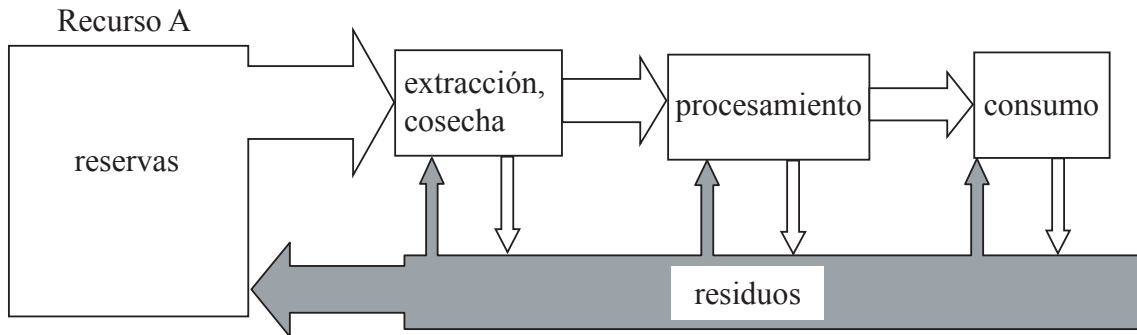 Recurso A
reservas
extracción,
cosecha
procesamiento
consumo
residuos